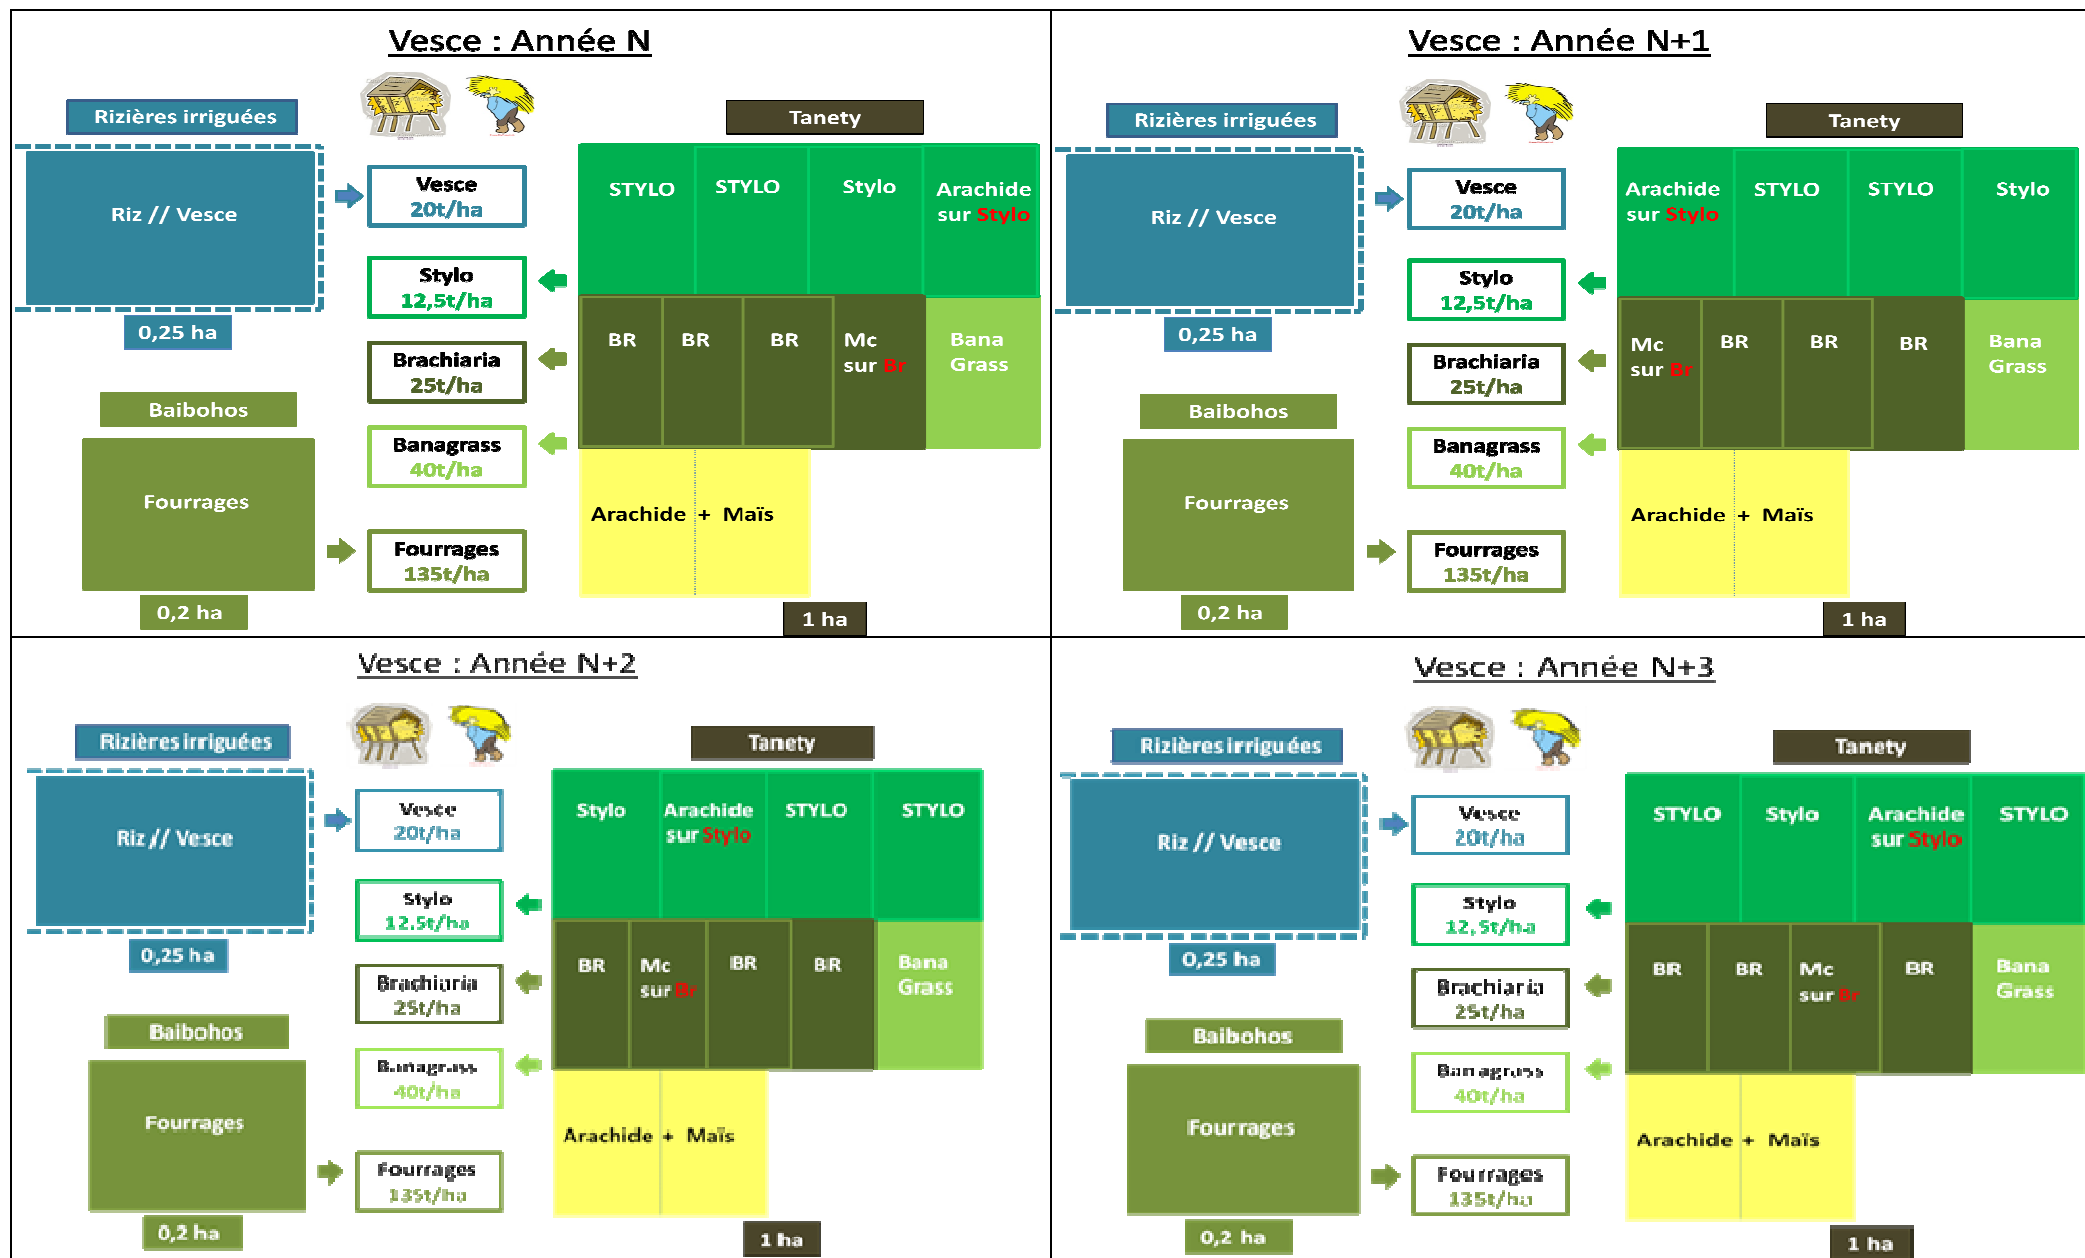 Vesce : Année N
Rizières irriguées
Tanety
Riz // Vesce
0,25 ha
Baibohos
Fourrages
0,2 ha
Vesce
20t/ha
Stylo
12,5t/ha
Brachiaria
25t/ha
Banagrass
40t/ha
Fourrages
135t/ha
STYLO
STYLO
Stylo
Arachide
sur Stylo
BR
BR
BR
Mc
sur Br
Bana
Grass
Arachide + Maïs
1 ha
Vesce : Année N+1
Rizières irriguées
Tanety
Riz // Vesce
0,25 ha
Baibohos
Fourrages
0,2 ha
Vesce
20t/ha
Stylo
12,5t/ha
Brachiaria
25t/ha
Banagrass
40t/ha
Fourrages
135t/ha
Arachide
sur Stylo
STYLO
STYLO
Stylo
Mc
sur Br
BR
BR
BR
Bana
Grass
Arachide + Maïs
1 ha
Vesce : Année N+2
Rizières irriguées
Tanety
Riz // Vesce
0,25 ha
Baibohos
Fourrages
0,2 ha
Vesce
20t/ha
Stylo
12,5t/ha
Brachiaria
25t/ha
Banagrass
40t/ha
Fourrages
135t/ha
Stylo
Arachide
sur Stylo
STYLO
STYLO
BR
Mc
sur Br
BR
BR
Bana
Grass
Arachide + Maïs
1 ha
Vesce : Année N+3
Rizières irriguées
Tanety
Riz // Vesce
0,25 ha
Baibohos
Fourrages
0,2 ha
Vesce
20t/ha
Stylo
12,5t/ha
Brachiaria
25t/ha
Banagrass
40t/ha
Fourrages
135t/ha
STYLO
Stylo
Arachide
sur Stylo
STYLO
BR
BR
Mc
sur Br
BR
Bana
Grass
Arachide + Maïs
1 ha